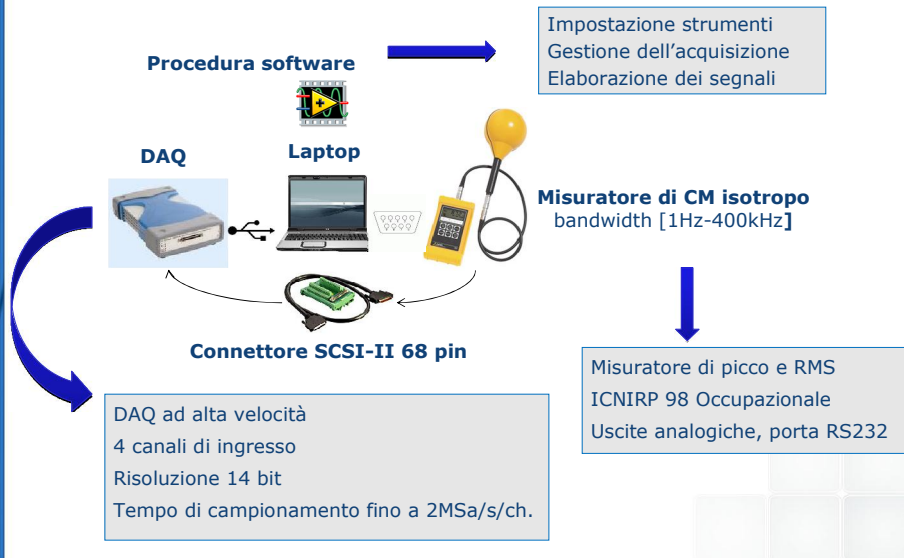 Impostazione strumenti
Gestione dell’acquisizione
Elaborazione dei segnali
Procedura software
DAQ
Laptop
Misuratore di CM isotropo
bandwidth [1Hz-400kHz]
Connettore SCSI-II 68 pin
Misuratore di picco e RMS
ICNIRP 98 Occupazionale
Uscite analogiche, porta RS232
DAQ ad alta velocità
4 canali di ingresso
Risoluzione 14 bit
Tempo di campionamento fino a 2MSa/s/ch.